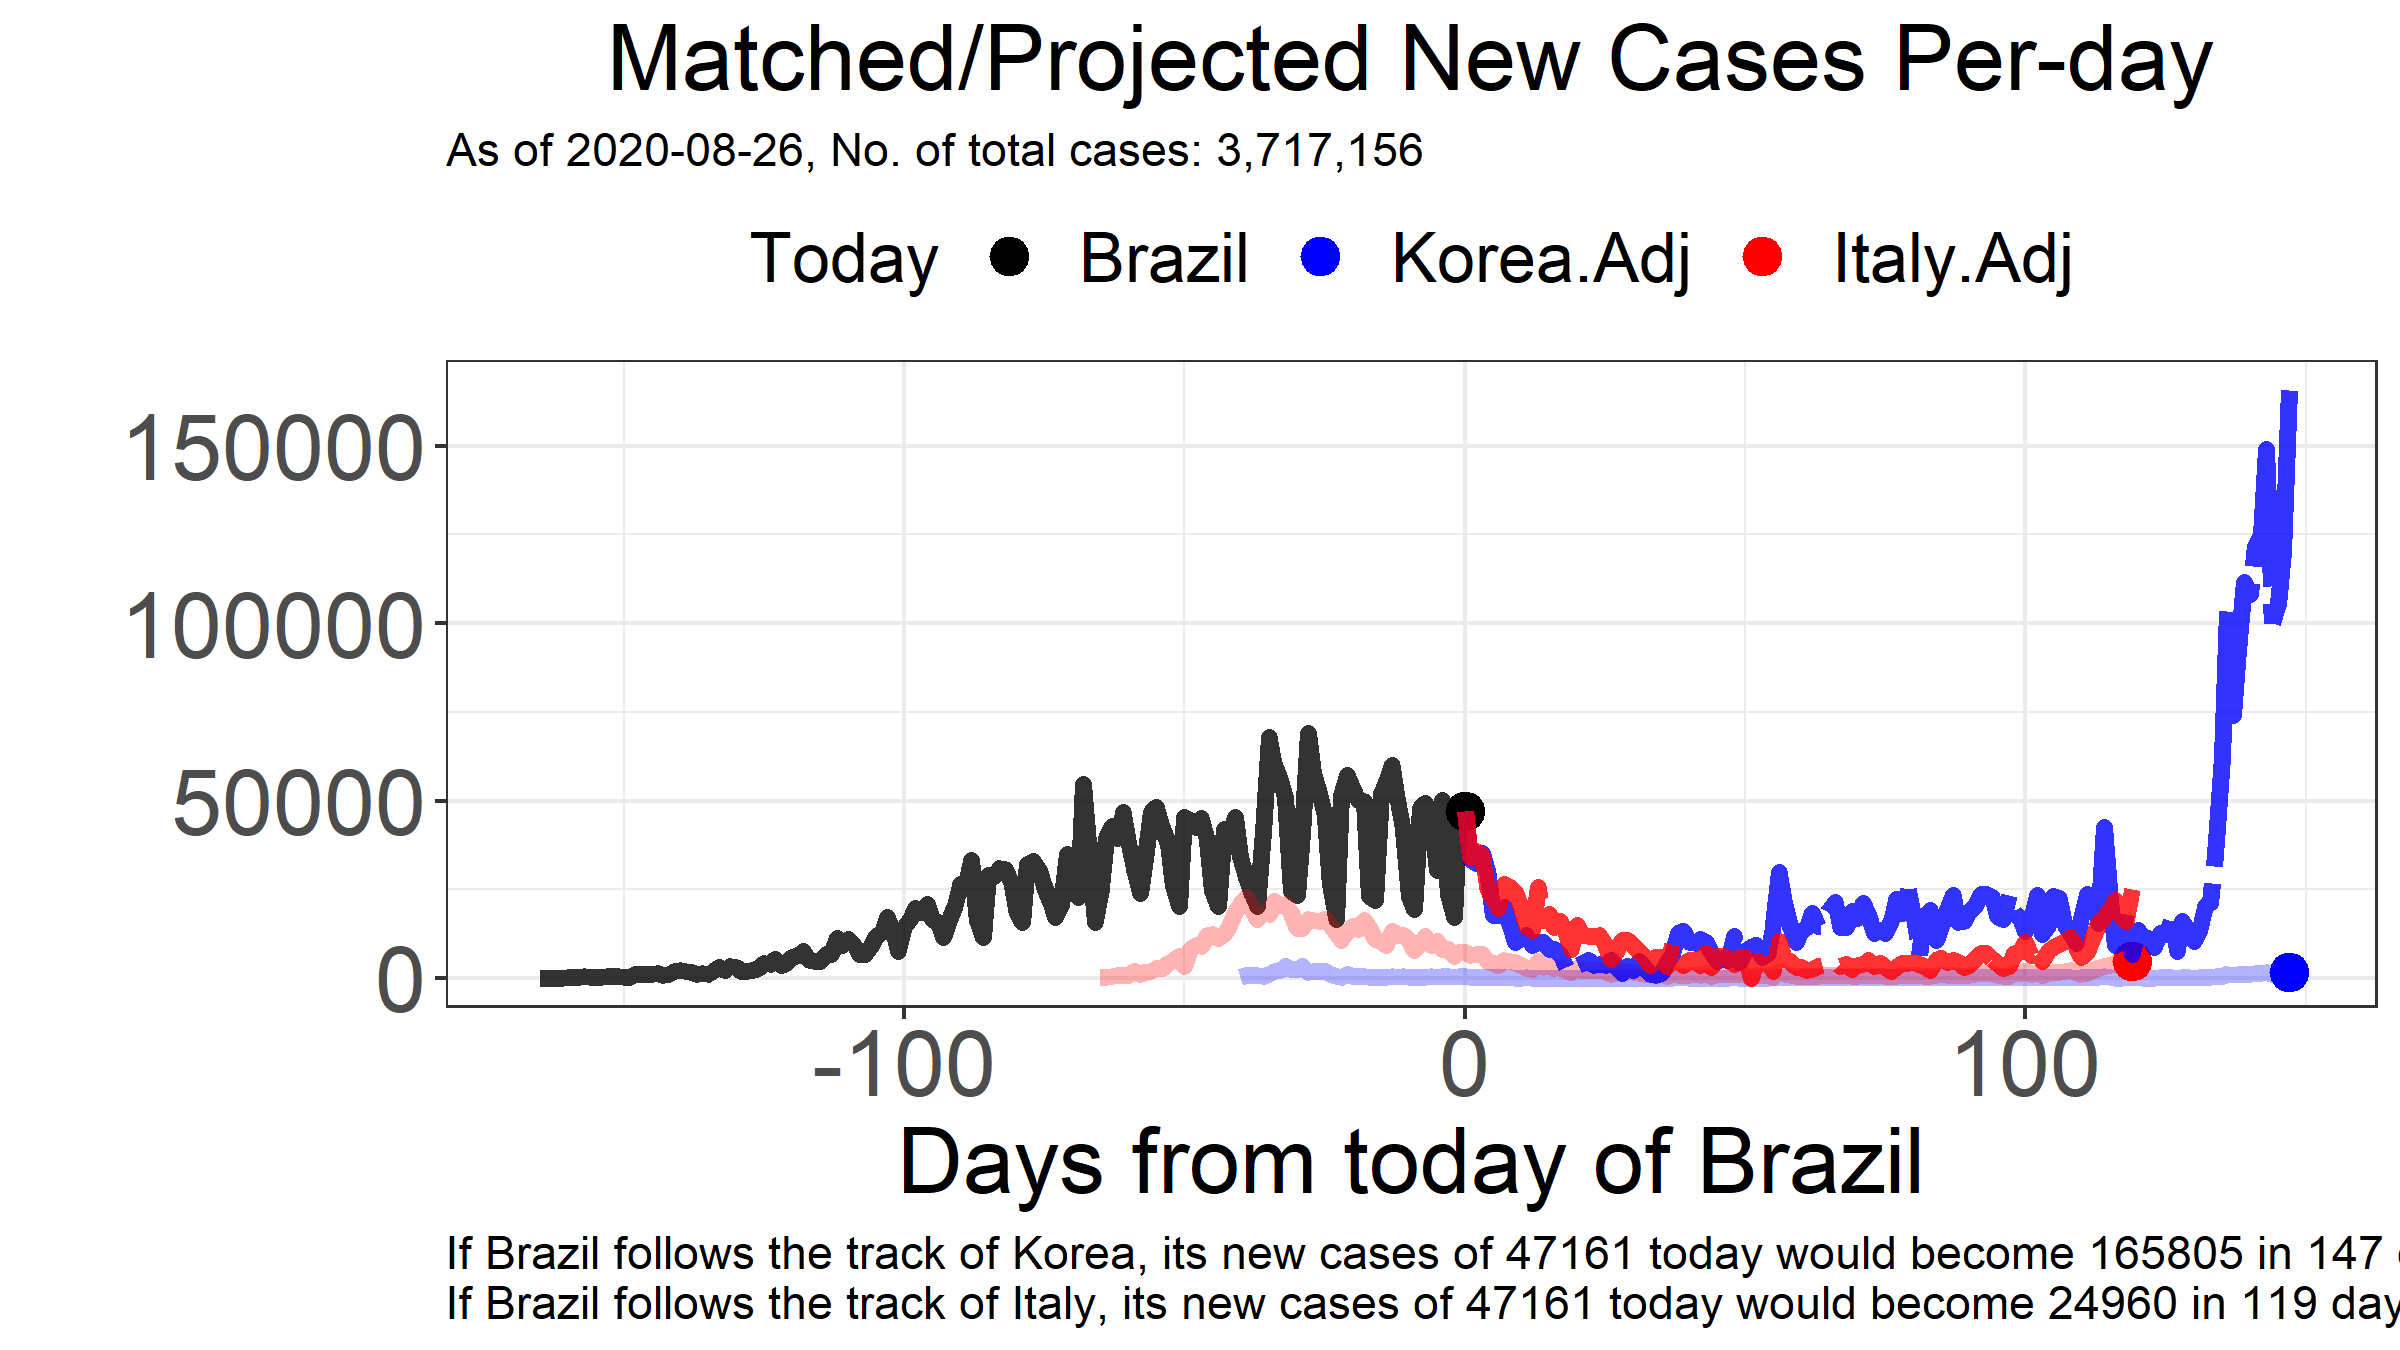 Matched/Projected New Cases Per-day
As of 2020-08-26, No. of total cases: 3,717,156
Today Brazil Korea.Adj Italy.Adj
150000
100000
50000
0
-100 0 100
Days from today of Brazil
If Brazil follows the track of Korea, its new cases of 47161 today would become 165805 in 147
If Brazil follows the track of Italy, its new cases of 47161 today would become 24960 in 119 day